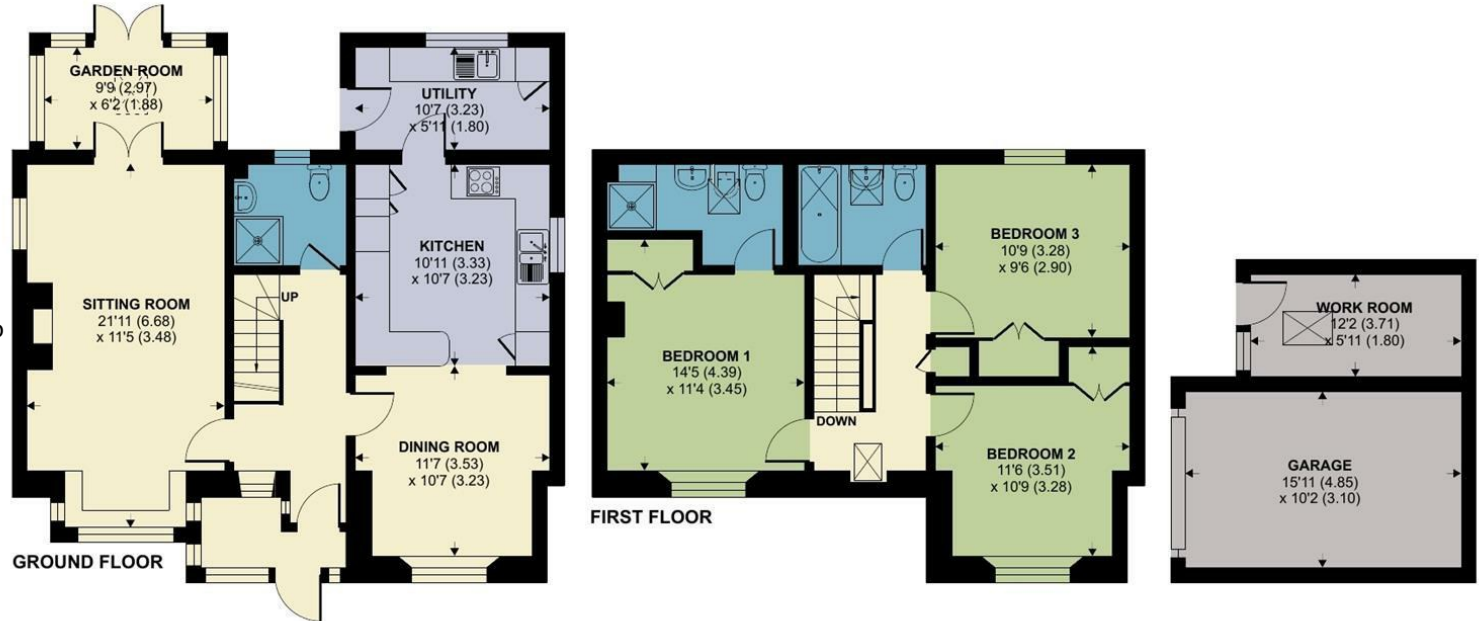 GARDEN ROOM
9'9 (2.97)
x 6'2 (1.88)
UTILITY
10'7 (3.23)
x 5'11 (1.80)
SITTING ROOM
21'11 (6.68)
x 11'5 (3.48)
UP
KITCHEN
10'11 (3.33)
x 10'7 (3.23)
DINING ROOM
11'7 (3.53)
x 10'7 (3.23)
GROUND FLOOR
BEDROOM 1
14'5 (4.39)
x 11'4 (3.45)
DOWN
BEDROOM 3
10'9 (3.28)
x 9'6 (2.90)
BEDROOM 2
11'6 (3.51)
x 10'9 (3.28)
FIRST FLOOR
WORK ROOM
12'2 (3.71)
x 5'11 (1.80)
GARAGE
15'11 (4.85)
x 10'2 (3.10)